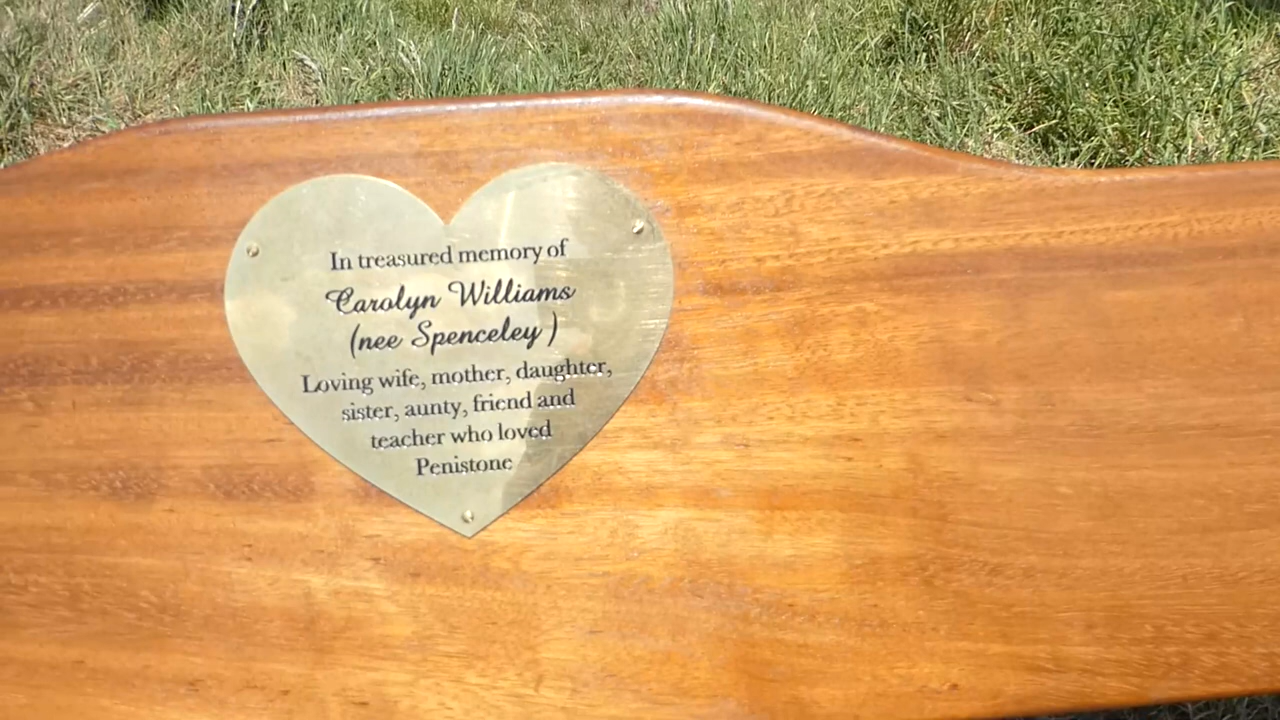 In treasured memory of
Carolyn Williams
(nee Spenceley )
Loving wife, mother, daughter,
sister, aunty, friend and
teacher who loved
Penistone